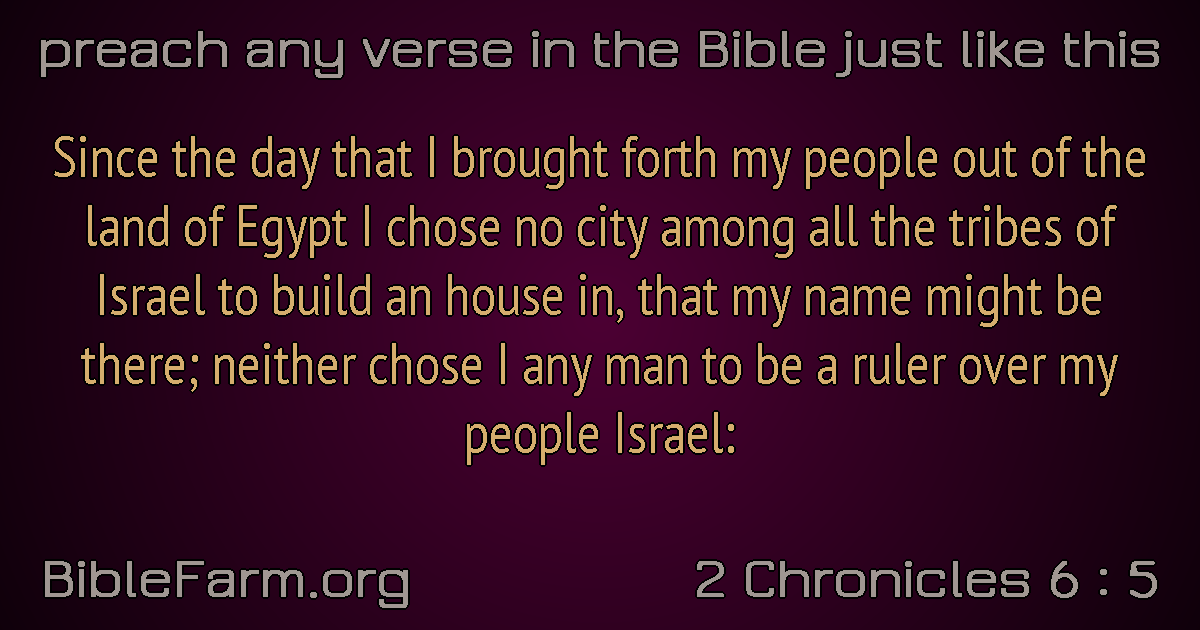 preach any verse in the Bible just like this
Since the day that I brought forth my people out of the
land of Egypt I chose no city among all the tribes of
Israel to build an house in, that my name might be
there; neither chose I any man to be a ruler over my
people Israel:
BibleFarm.org
2 Chronicles 6 : 5